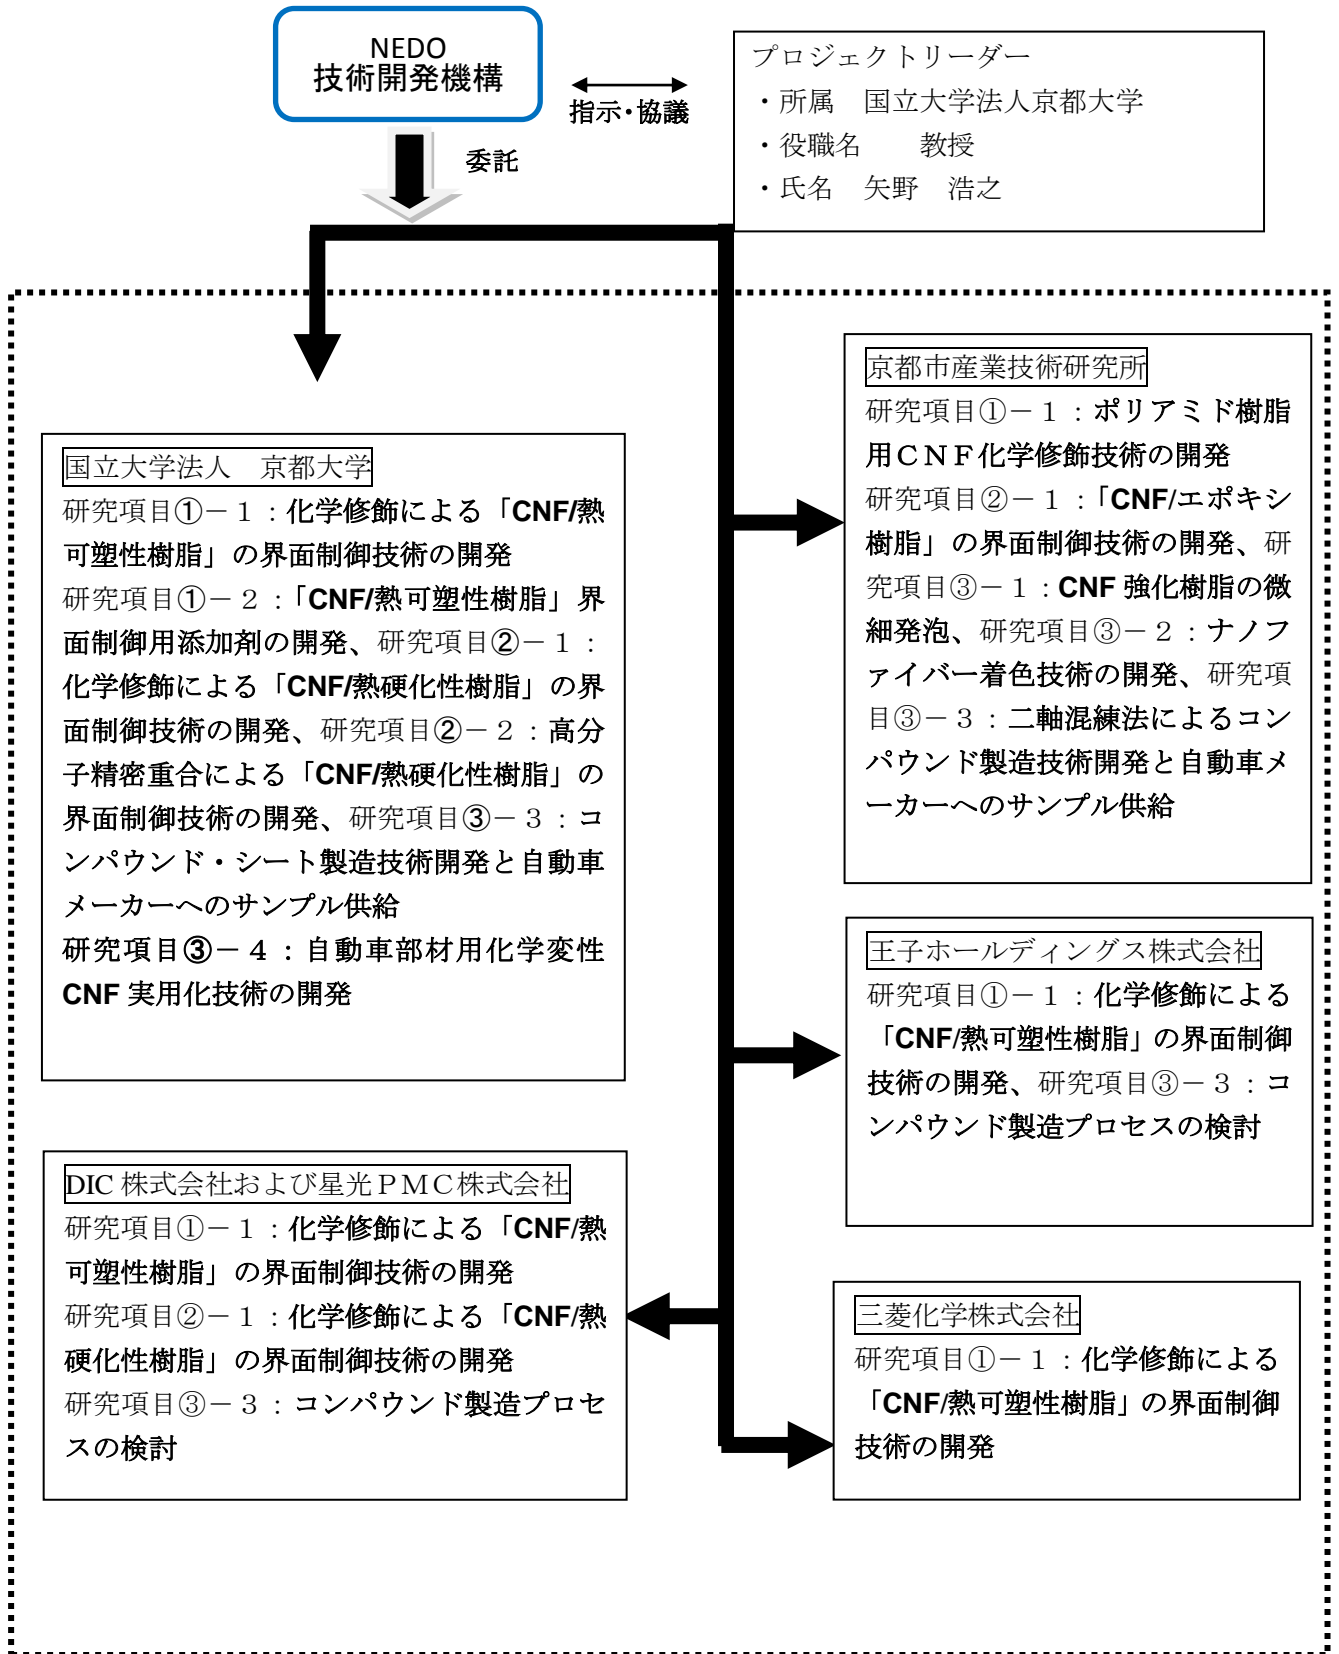 NEDO
技術開発機構
指示・協議
委託
プロジェクトリーダー
・所属　国立大学法人京都大学
・役職名　　教授
・氏名　矢野　浩之
国立大学法人　京都大学
研究項目①－１：化学修飾による「CNF/熱
可塑性樹脂」の界面制御技術の開発
研究項目①－２：「CNF/熱可塑性樹脂」界
面制御用添加剤の開発、研究項目②－１：
化学修飾による「CNF/熱硬化性樹脂」の界
面制御技術の開発、研究項目②－２：高分
子精密重合による「CNF/熱硬化性樹脂」の
界面制御技術の開発、研究項目③－３：コ
ンパウンド・シート製造技術開発と自動車
メーカーへのサンプル供給
研究項目③－４：自動車部材用化学変性
CNF 実用化技術の開発
京都市産業技術研究所
研究項目①－１：ポリアミド樹脂
用ＣＮＦ化学修飾技術の開発
研究項目②－１：「CNF/エポキシ
樹脂」の界面制御技術の開発、研
究項目③－１：CNF 強化樹脂の微
細発泡、研究項目③－２：ナノフ
ァイバー着色技術の開発、研究項
目③－３：二軸混練法によるコン
パウンド製造技術開発と自動車メ
ーカーへのサンプル供給
王子ホールディングス株式会社
研究項目①－１：化学修飾による
「CNF/熱可塑性樹脂」の界面制御
技術の開発、研究項目③－３：コ
ンパウンド製造プロセスの検討
DIC 株式会社および星光ＰＭＣ株式会社
研究項目①－１：化学修飾による「CNF/熱
可塑性樹脂」の界面制御技術の開発
研究項目②－１：化学修飾による「CNF/熱
硬化性樹脂」の界面制御技術の開発
研究項目③－３：コンパウンド製造プロセ
スの検討
三菱化学株式会社
研究項目①－１：化学修飾による
「CNF/熱可塑性樹脂」の界面制御
技術の開発